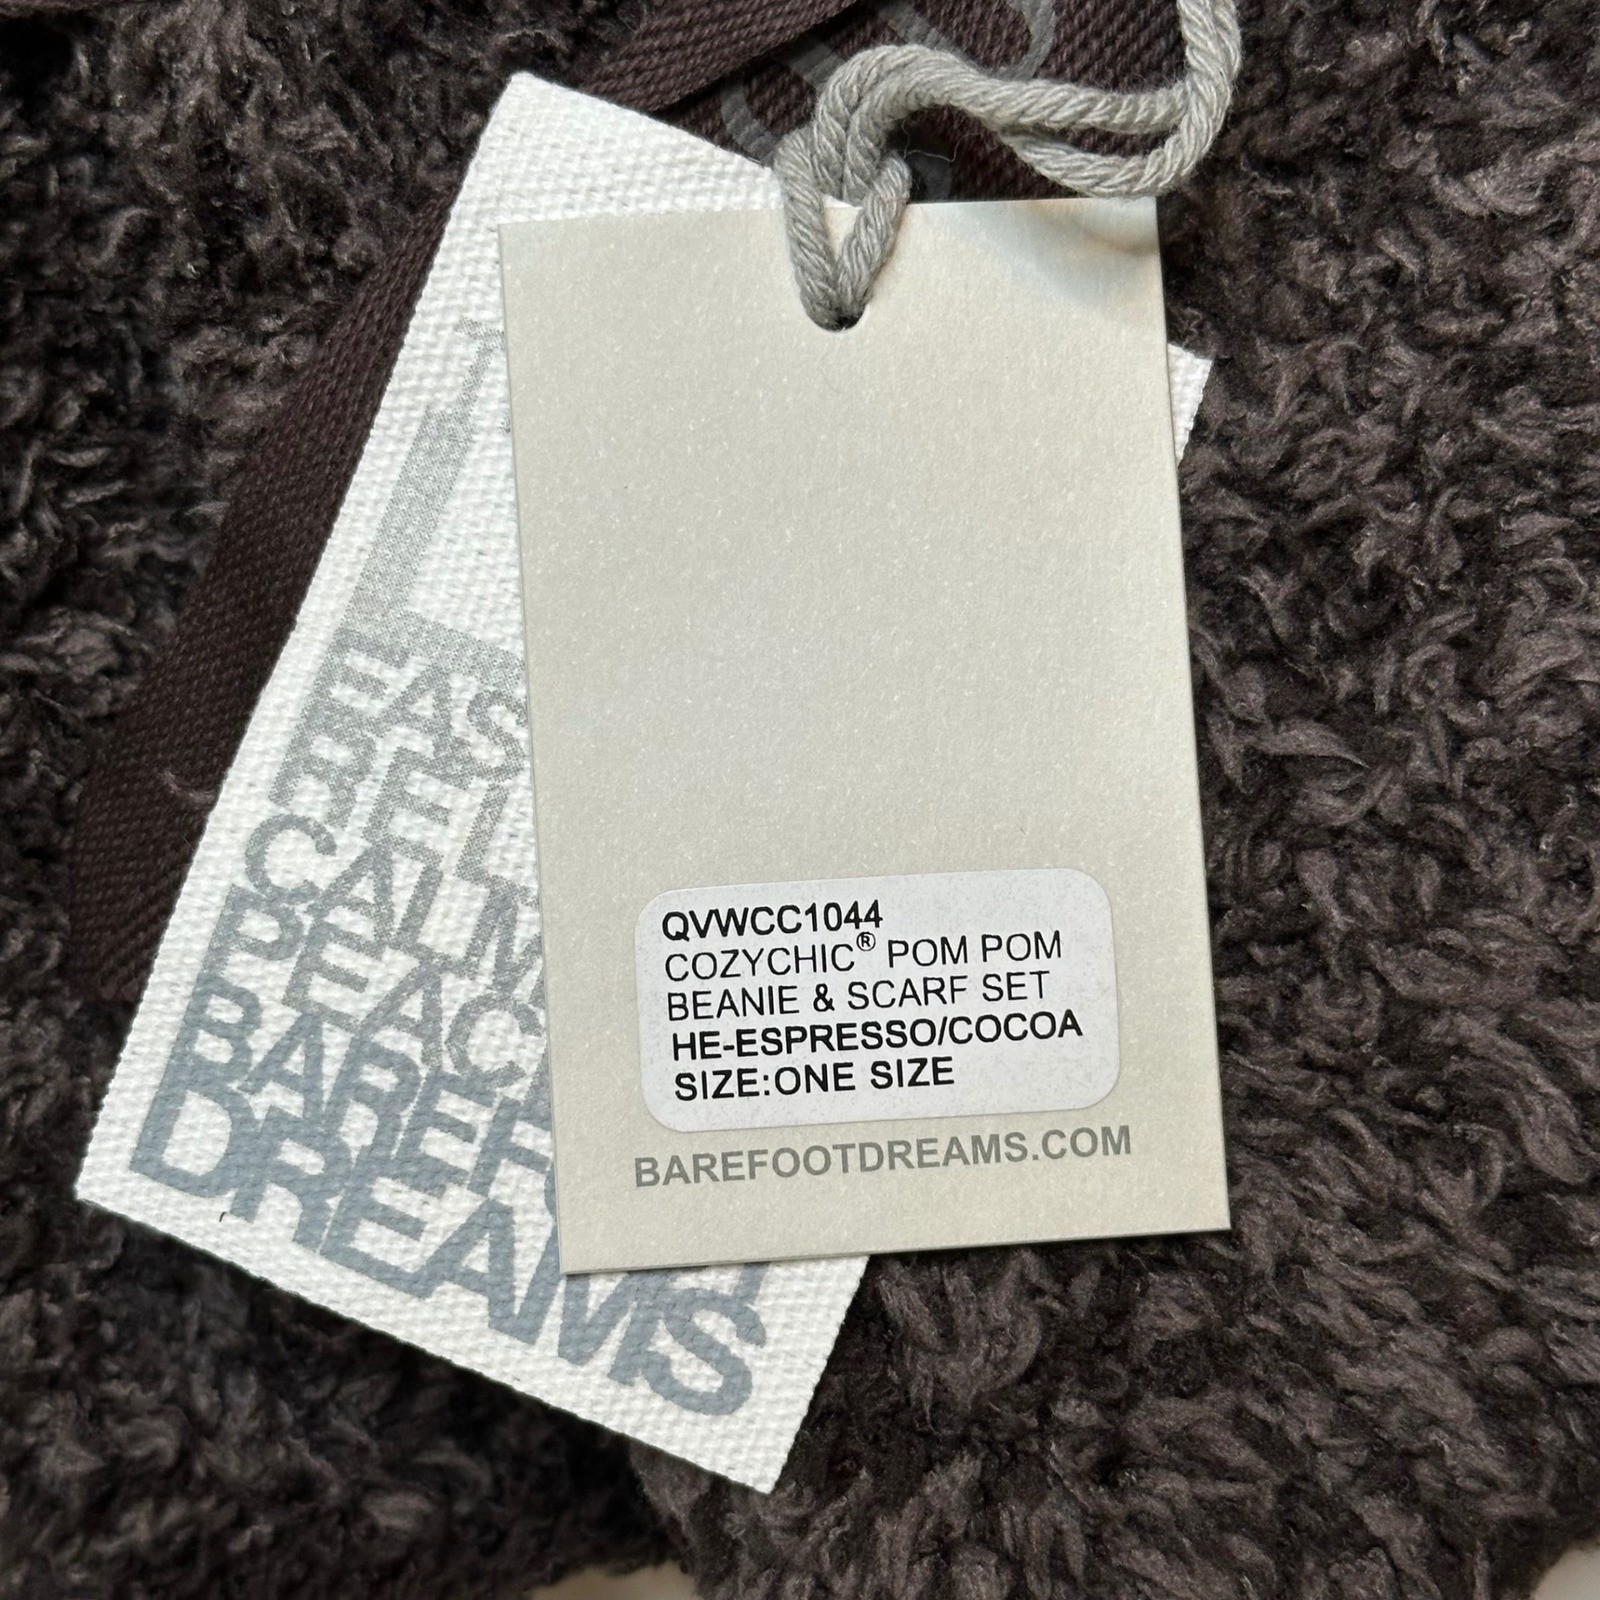 QVWCC1044
COZYCHIC® POM POM
BEANIE & SCARF SET
HE-ESPRESSO/COCOA
SIZE:ONE SIZE
BAREFOOTDREAMS.COM
DREAMS